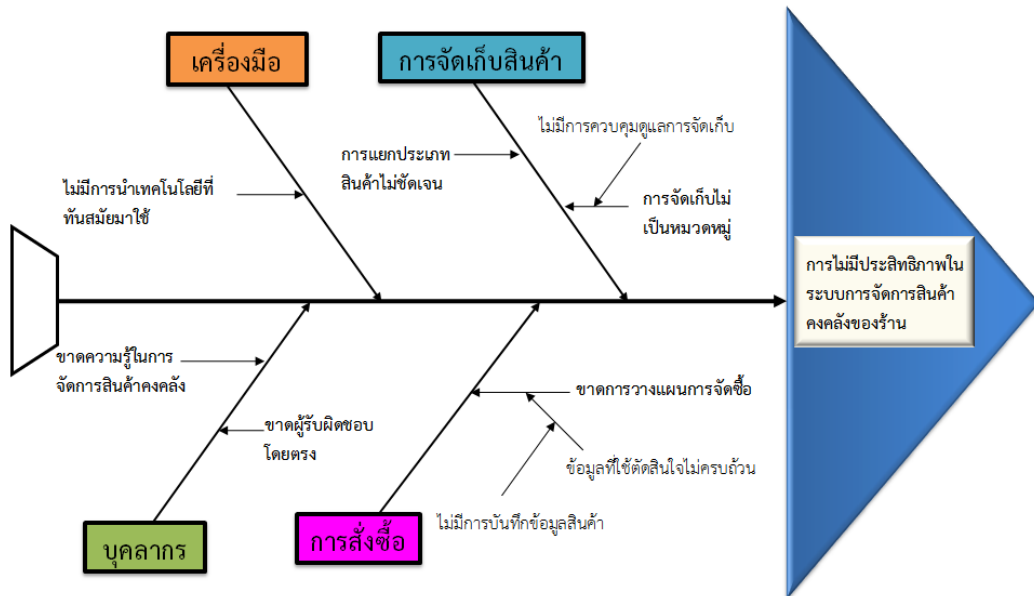 เครื่องมือ
การจัดเก็บสินค้า
ไม่มีการควบคุมดูแลการจัดเก็บ
การแยกประเภท
สินค้าไม่ชัดเจน
ไม่มีการนำเทคโนโลยีที่
ทันสมัยมาใช้
การจัดเก็บไม่
เป็นหมวดหมู่
การไม่มีประสิทธิภาพใน
ระบบการจัดการสินค้า
คงคลังของร้าน
ขาดความรู้ในการ
จัดการสินค้าคงคลัง
ขาดผู้รับผิดชอบ
โดยตรง
ขาดการวางแผนการจัดซื้อ
ข้อมูลที่ใช้ตัดสินใจไม่ครบถ้วน
ไม่มีการบันทึกข้อมูลสินค้า
บุคลากร
การสั่งซื้อ